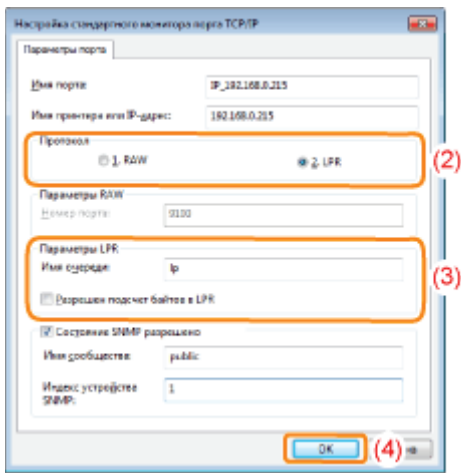 Настройка стандартного монитора порта TCP/IP
Параметры порта
Имя порта: IP_192.168.0.215
Имя принтера или IP-адрес: 192.168.0.215
Протокол
1. RAW 2. LPR (2)
Параметры RAW
Номер порта: 9100
Параметры LPR
Имя очереди: lp
(3)
Разрешен подсчет байтов в LPR
Состояние SNMP разрешено
Имя сообщества: public
Индекс устройства 1
SNMP:
OK (4)